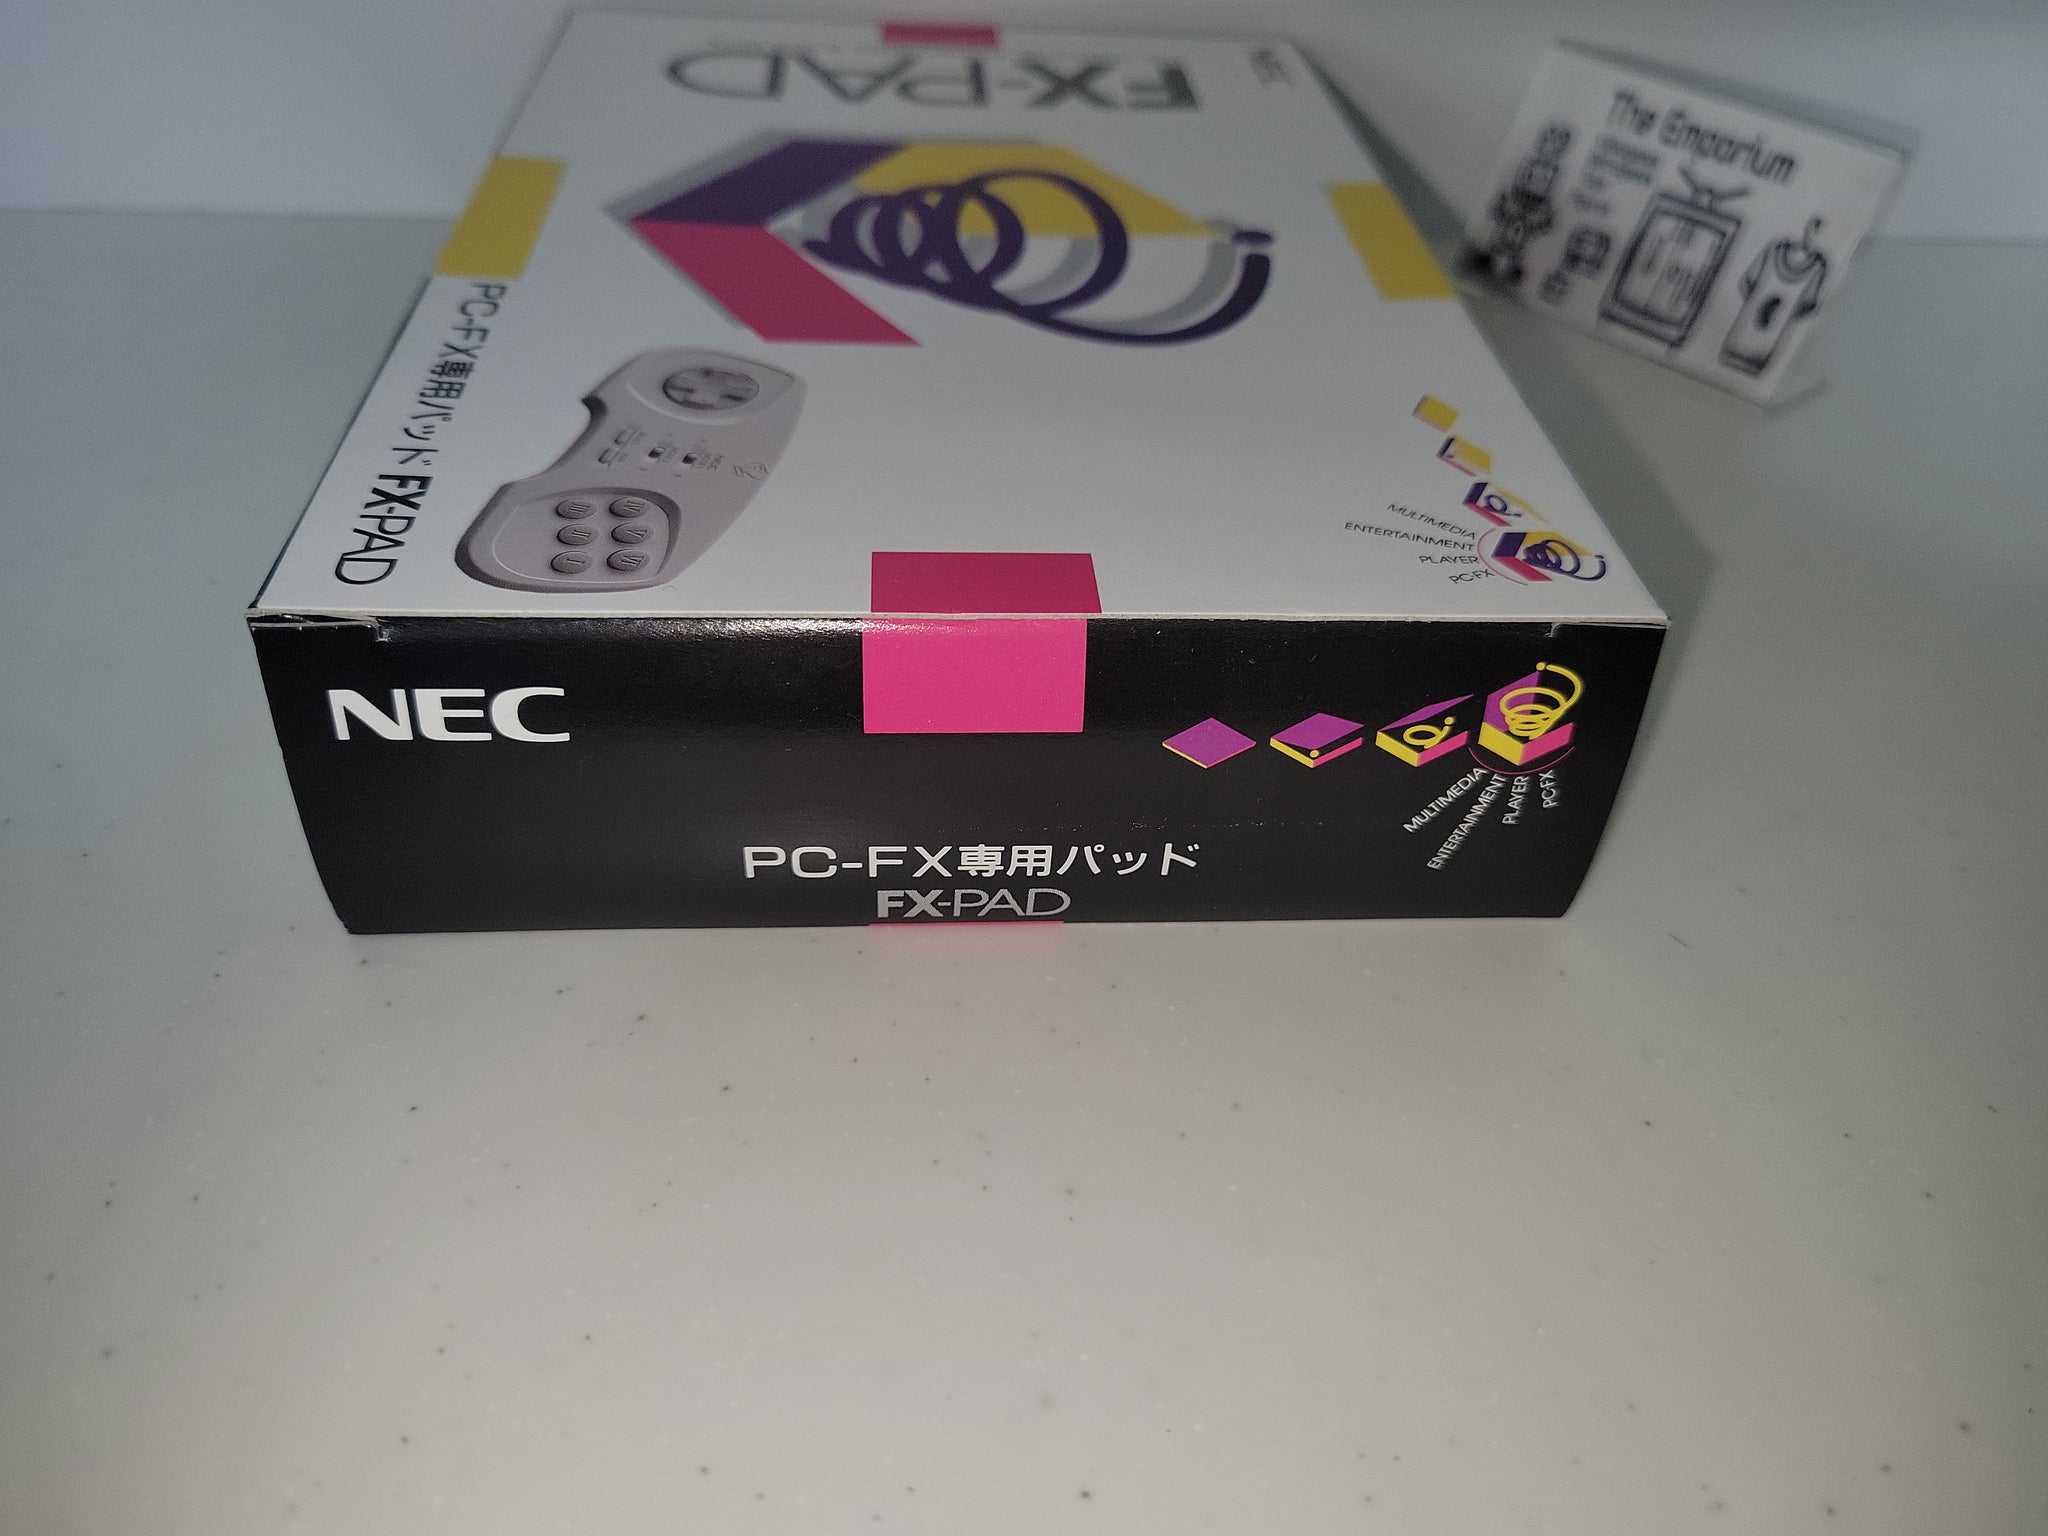 FX-PAD
NEC
PC-FX専用パッド FX-PAD
MULTIMEDIA
ENTERTAINMENT
PLAYER
PC-FX
The Emporium
NEC
MULTIMEDIA
ENTERTAINMENT
PLAYER
PC-FX
PC-FX専用パッド
FX-PAD